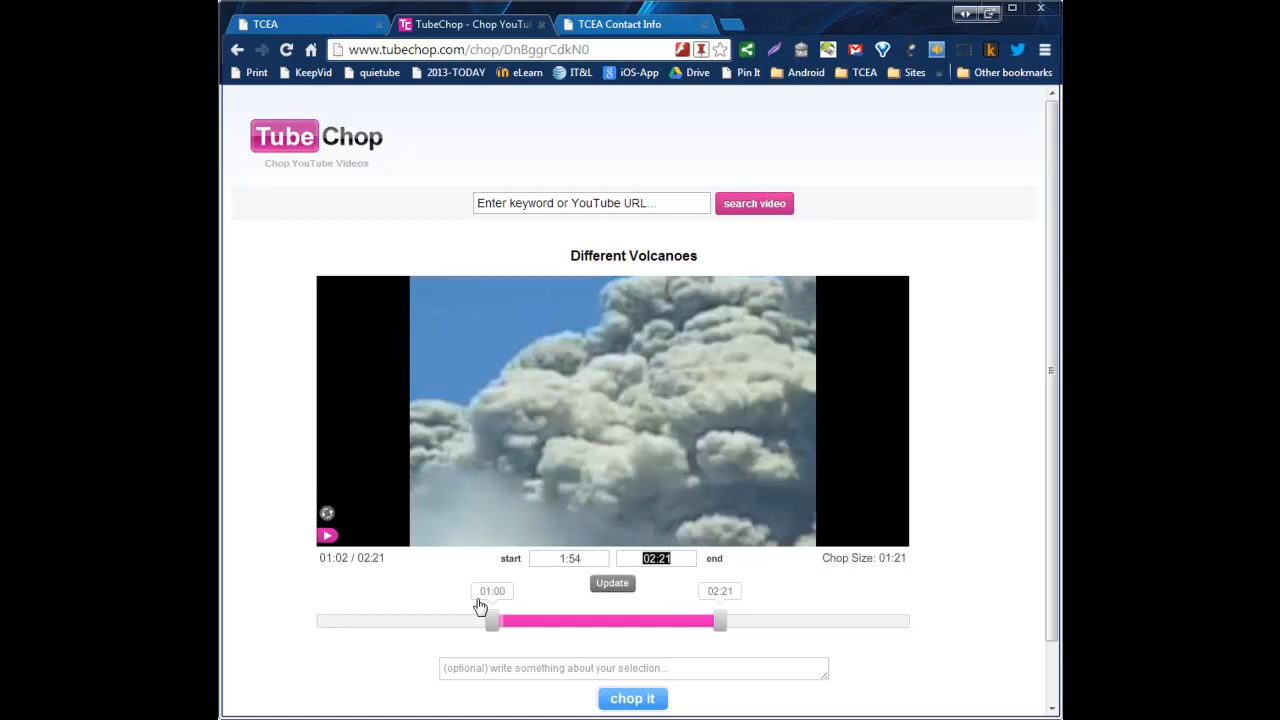 TCEA
TubeChop - Chop YouTu
TCEA Contact Info
www.tubechop.com/chop/DnBggrCdkN0
Print KeepVid quietube 2013-TODAY eLearn IT&L iOS-App Drive Pin It Android TCEA Sites » Other bookmarks
Tube Chop
Chop YouTube Videos
Enter keyword or YouTube URL...
search video
Different Volcanoes
01:02 / 02:21
start 1:54 02:21 end
Chop Size: 01:21
01:00
Update
02:21
(optional) write something about your selection...
chop it